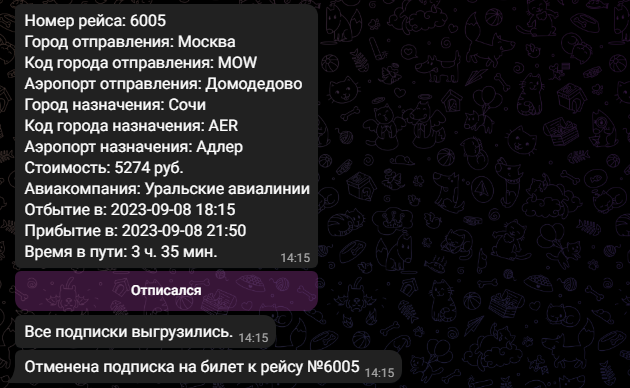 Номер рейса: 6005
Город отправления: Москва
Код города отправления: MOW
Аэропорт отправления: Домодедово
Город назначения: Сочи
Код города назначения: AER
Аэропорт назначения: Адлер
Стоимость: 5274 руб.
Авиакомпания: Уральские авиалинии
Отбытие в: 2023-09-08 18:15
Прибытие в: 2023-09-08 21:50
Время в пути: 3 ч. 35 мин. 14:15
Отписался
Все подписки выгрузились. 14:15
Отменена подписка на билет к рейсу №6005 14:15